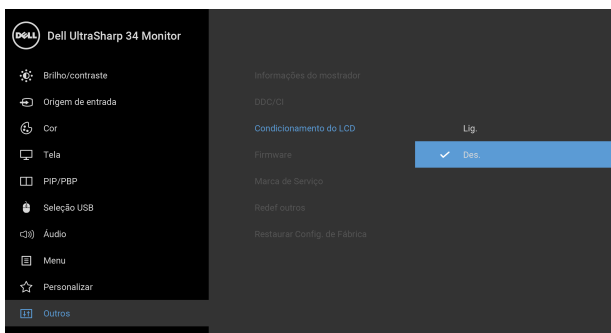 DELL
Dell UltraSharp 34 Monitor
Brilho/contraste
Origem de entrada
Cor
Tela
PIP/PBP
Seleção USB
Áudio
Menu
Personalizar
Outros
Informações do mostrador
DDC/CI
Condicionamento do LCD
Firmware
Marca de Serviço
Redef outros
Restaurar Config. de Fábrica
Lig.
Des.